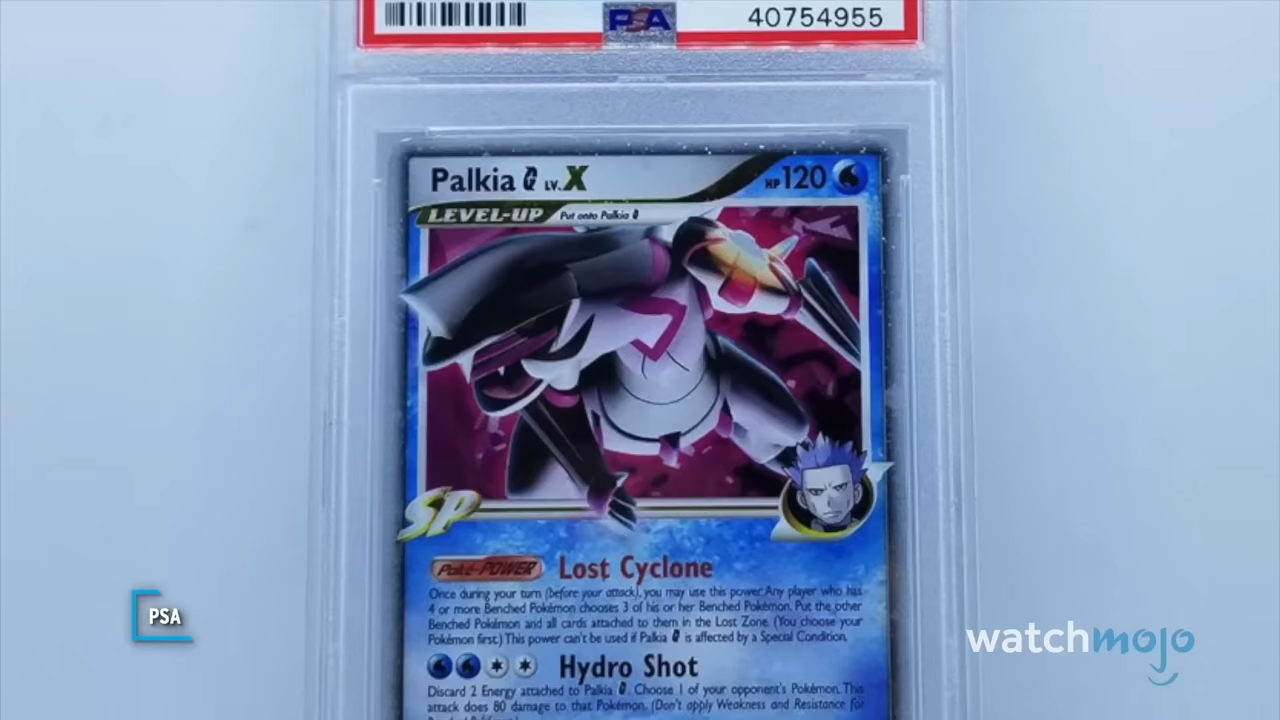 PSA
40754955
Palkia G LV.X
HP 120
LEVEL-UP Put onto Palkia G
SP
Poké-POWER Lost Cyclone
Once during your turn (before your attack), you may use this power. Any player who has
4 or more Benched Pokémon chooses 3 of his or her Benched Pokémon. Put the other
Benched Pokémon and all cards attached to them in the Lost Zone. (You choose your
Pokémon first.) This power can't be used if Palkia G is affected by a Special Condition.
Hydro Shot
Discard 2 Energy attached to Palkia G. Choose 1 of your opponent's Pokémon. This
attack does 80 damage to that Pokémon. (Don't apply Weakness and Resistance for
PSA
watchmojo